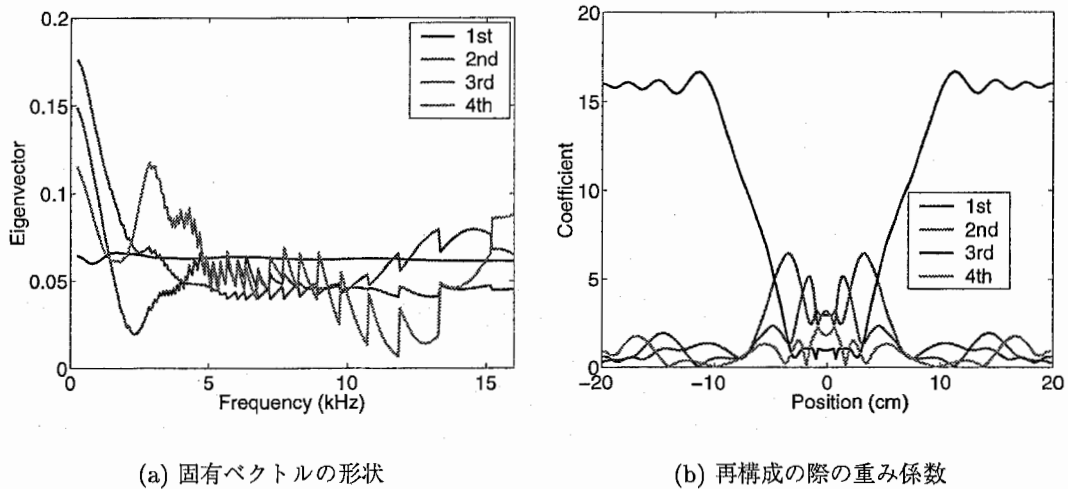 0.2
0.15
0.1
0.05
0
0
5
10
15
Eigenvector
Frequency (kHz)
1st
2nd
3rd
4th
(a) 固有ベクトルの形状
20
15
10
5
0
−20
−10
0
10
20
Coefficient
Position (cm)
1st
2nd
3rd
4th
(b) 再構成の際の重み係数